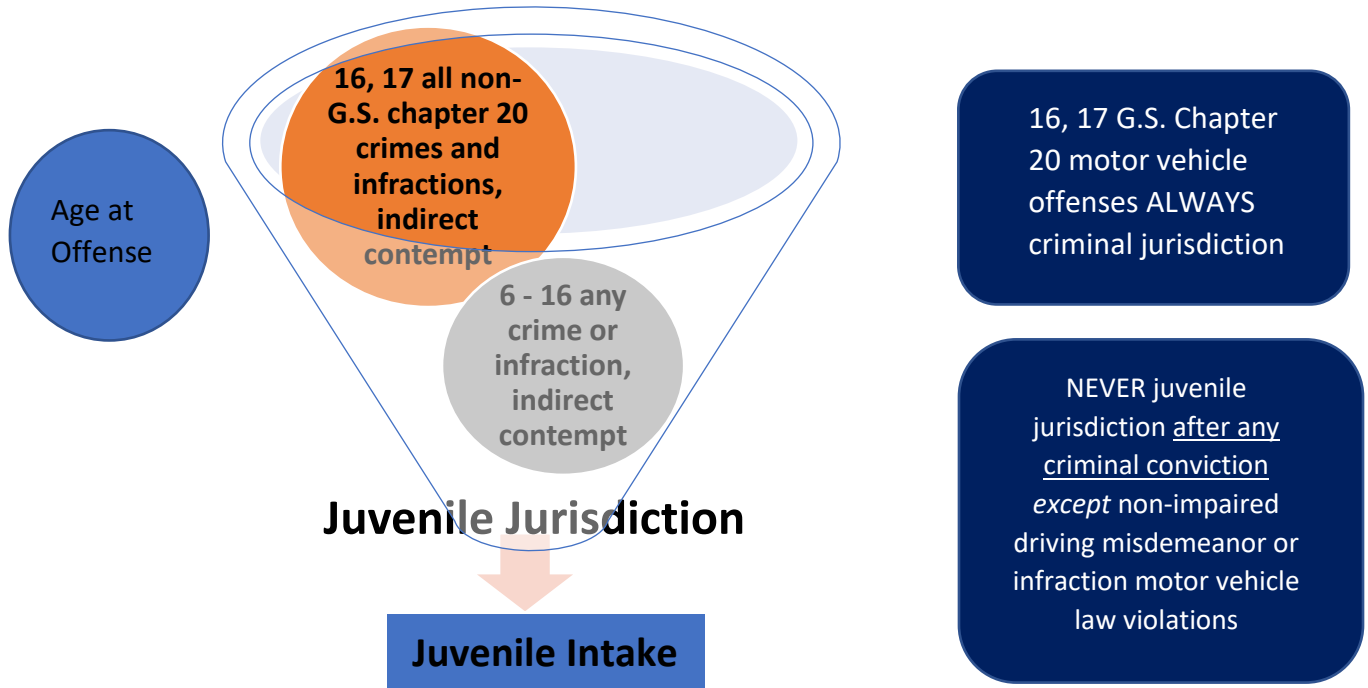 Age at
Offense
16, 17 all non-
G.S. chapter 20
crimes and
infractions,
indirect
contempt
6 - 16 any
crime or
infraction,
indirect
contempt
Juvenile Jurisdiction
Juvenile Intake
16, 17 G.S. Chapter
20 motor vehicle
offenses ALWAYS
criminal jurisdiction
NEVER juvenile
jurisdiction after any
criminal conviction
except non-impaired
driving misdemeanor or
infraction motor vehicle
law violations